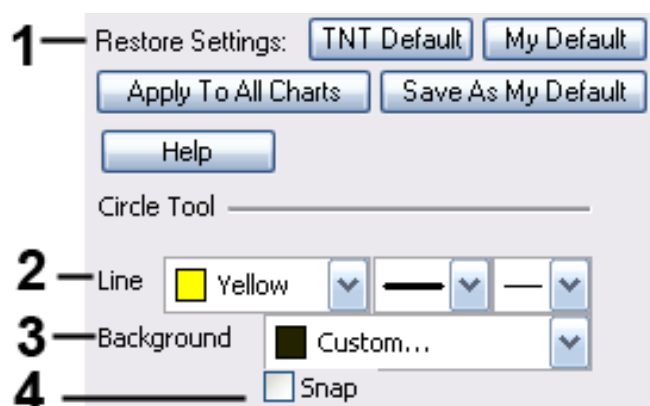 1 Restore Settings: TNT Default My Default
Apply To All Charts Save As My Default
Help
Circle Tool
2 Line Yellow
3 Background Custom...
4 Snap